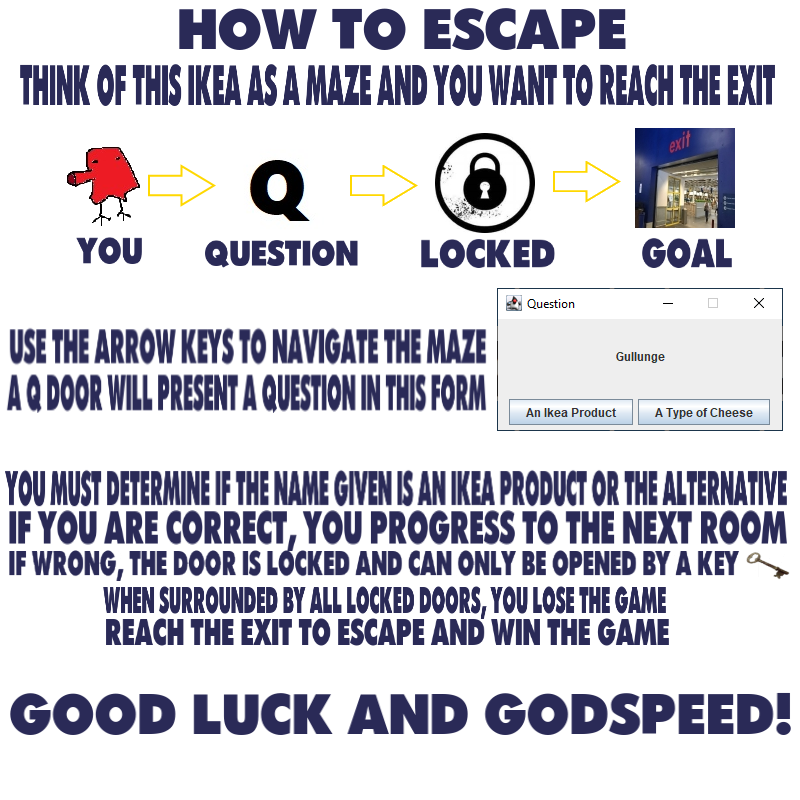 HOW TO ESCAPE
THINK OF THIS IKEA AS A MAZE AND YOU WANT TO REACH THE EXIT
Q
exit
YOU
QUESTION
LOCKED
GOAL
Question
Gullunge
An Ikea Product
A Type of Cheese
USE THE ARROW KEYS TO NAVIGATE THE MAZE
A Q DOOR WILL PRESENT A QUESTION IN THIS FORM
YOU MUST DETERMINE IF THE NAME GIVEN IS AN IKEA PRODUCT OR THE ALTERNATIVE
IF YOU ARE CORRECT, YOU PROGRESS TO THE NEXT ROOM
IF WRONG, THE DOOR IS LOCKED AND CAN ONLY BE OPENED BY A KEY
WHEN SURROUNDED BY ALL LOCKED DOORS, YOU LOSE THE GAME
REACH THE EXIT TO ESCAPE AND WIN THE GAME
GOOD LUCK AND GODSPEED!